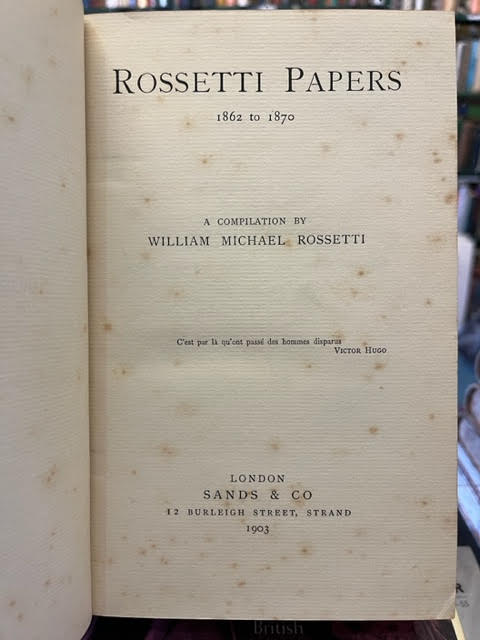 ROSSETTI PAPERS
1862 to 1870
A COMPILATION BY
WILLIAM MICHAEL ROSSETTI
C'est par là qu'ont passé des hommes disparus
VICTOR HUGO
LONDON
SANDS & CO
12 BURLEIGH STREET, STRAND
1903
British